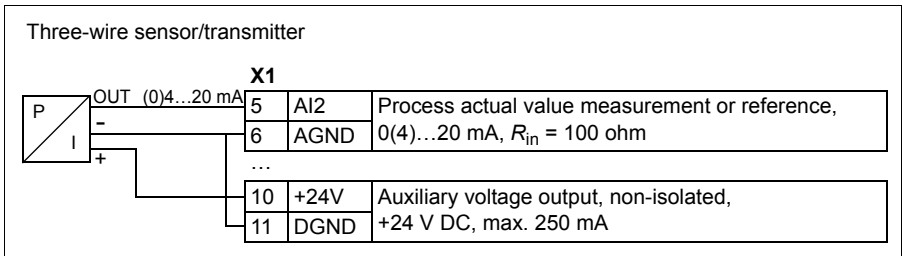 Three-wire sensor/transmitter
X1
P
I
OUT (0)4…20 mA
-
+
5 AI2 Process actual value measurement or reference,
6 AGND 0(4)…20 mA, Rin = 100 ohm
…
10 +24V Auxiliary voltage output, non-isolated,
11 DGND +24 V DC, max. 250 mA